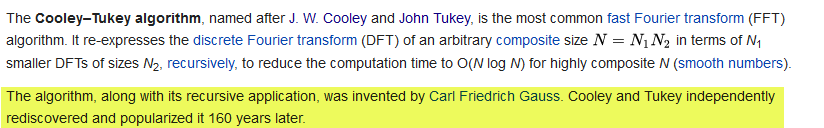 The Cooley–Tukey algorithm, named after J. W. Cooley and John Tukey, is the most common fast Fourier transform (FFT)
algorithm. It re-expresses the discrete Fourier transform (DFT) of an arbitrary composite size N = N₁N₂ in terms of N₁
smaller DFTs of sizes N₂, recursively, to reduce the computation time to O(N log N) for highly composite N (smooth numbers).
The algorithm, along with its recursive application, was invented by Carl Friedrich Gauss. Cooley and Tukey independently
rediscovered and popularized it 160 years later.